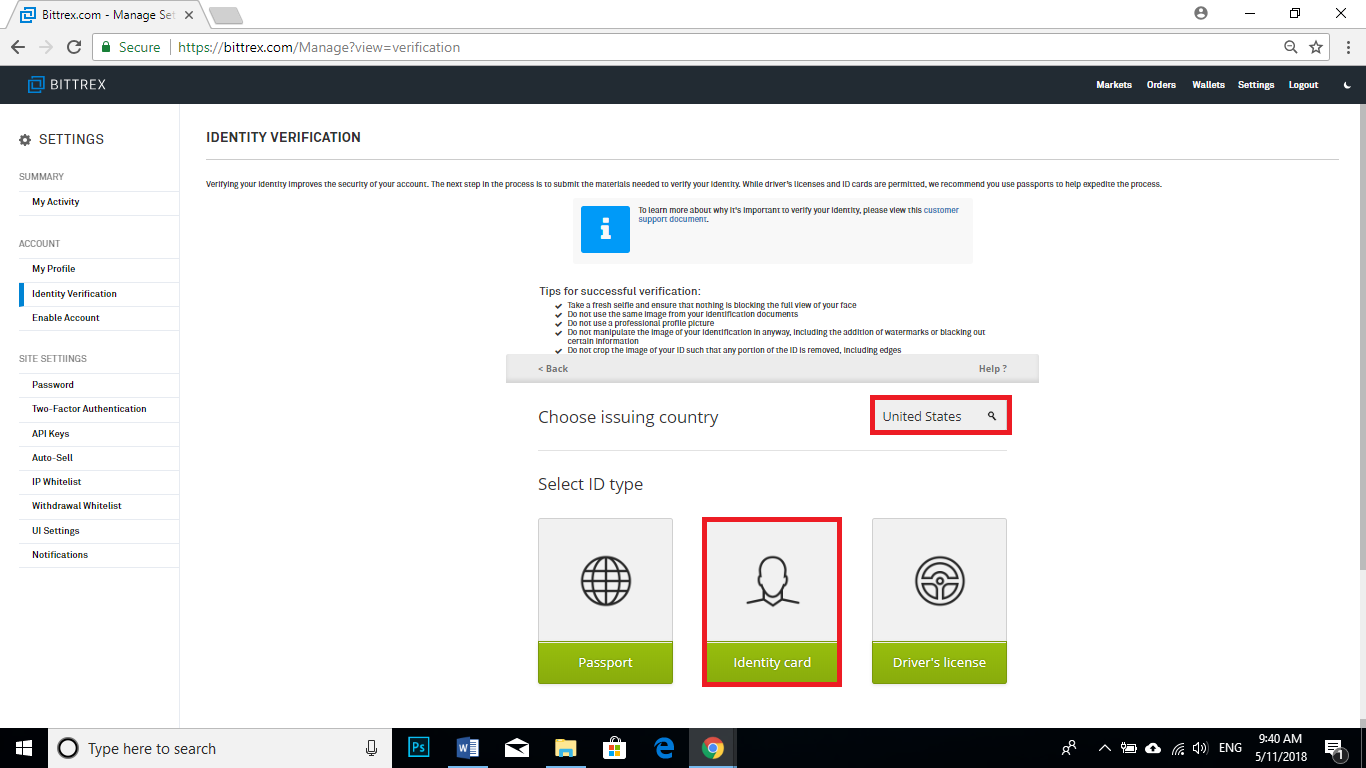 Bittrex.com - Manage Set
Secure https://bittrex.com/Manage?view=verification
BITTREX
Markets Orders Wallets Settings Logout
SETTINGS
SUMMARY
My Activity
ACCOUNT
My Profile
Identity Verification
Enable Account
SITE SETTINGS
Password
Two-Factor Authentication
API Keys
Auto-Sell
IP Whitelist
Withdrawal Whitelist
UI Settings
Notifications
IDENTITY VERIFICATION
Verifying your identity improves the security of your account. The next step in the process is to submit the materials needed to verify your identity. While driver's licenses and ID cards are permitted, we recommend you use passports to help expedite the process.
i
To learn more about why it's important to verify your identity, please view this customer
support document.
Tips for successful verification:
Take a fresh selfie and ensure that nothing is blocking the full view of your face
Do not use the same image from your identification documents
Do not use a professional profile picture
Do not manipulate the image of your identification in anyway, including the addition of watermarks or blacking out
certain information
Do not crop the image of your ID such that any portion of the ID is removed, including edges
< Back Help ?
Choose issuing country United States
Select ID type
Passport Identity card Driver's license
Type here to search
Ps
W
ENG
9:40 AM
5/11/2018
1